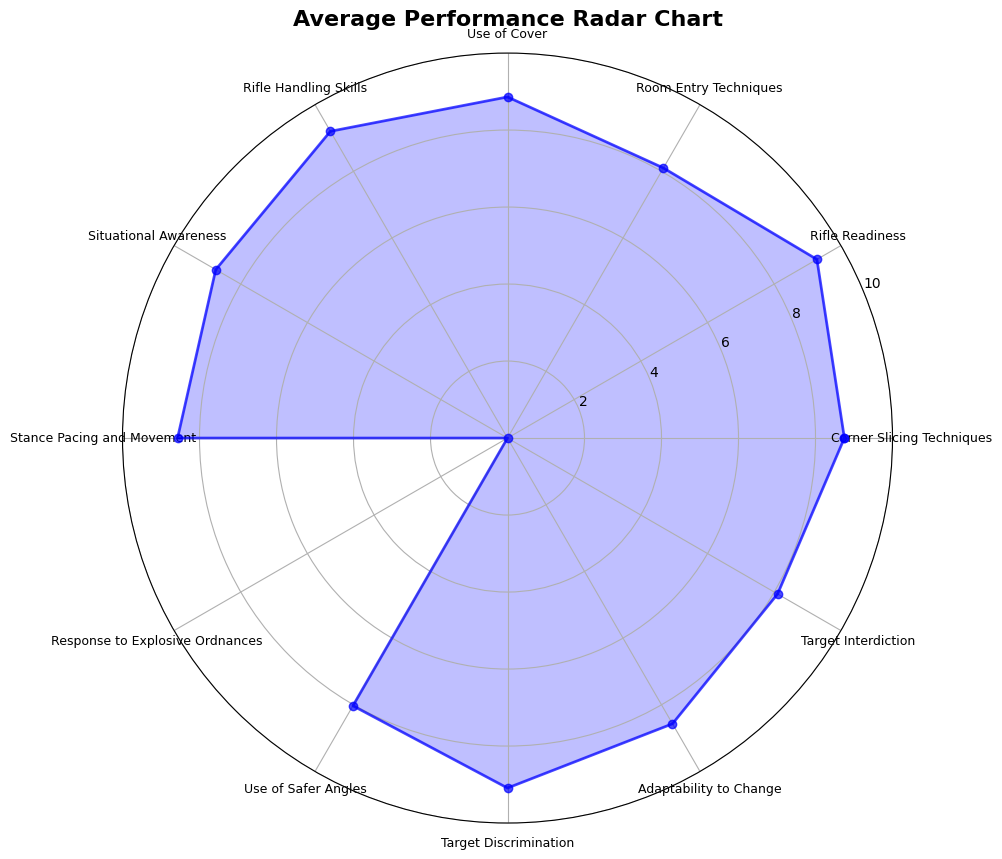 Average Performance Radar Chart
Use of Cover
Rifle Handling Skills
Room Entry Techniques
Situational Awareness
Rifle Readiness
10
8
6
4
2
Stance Pacing and Movement
Corner Slicing Techniques
Response to Explosive Ordnances
Target Interdiction
Use of Safer Angles
Adaptability to Change
Target Discrimination